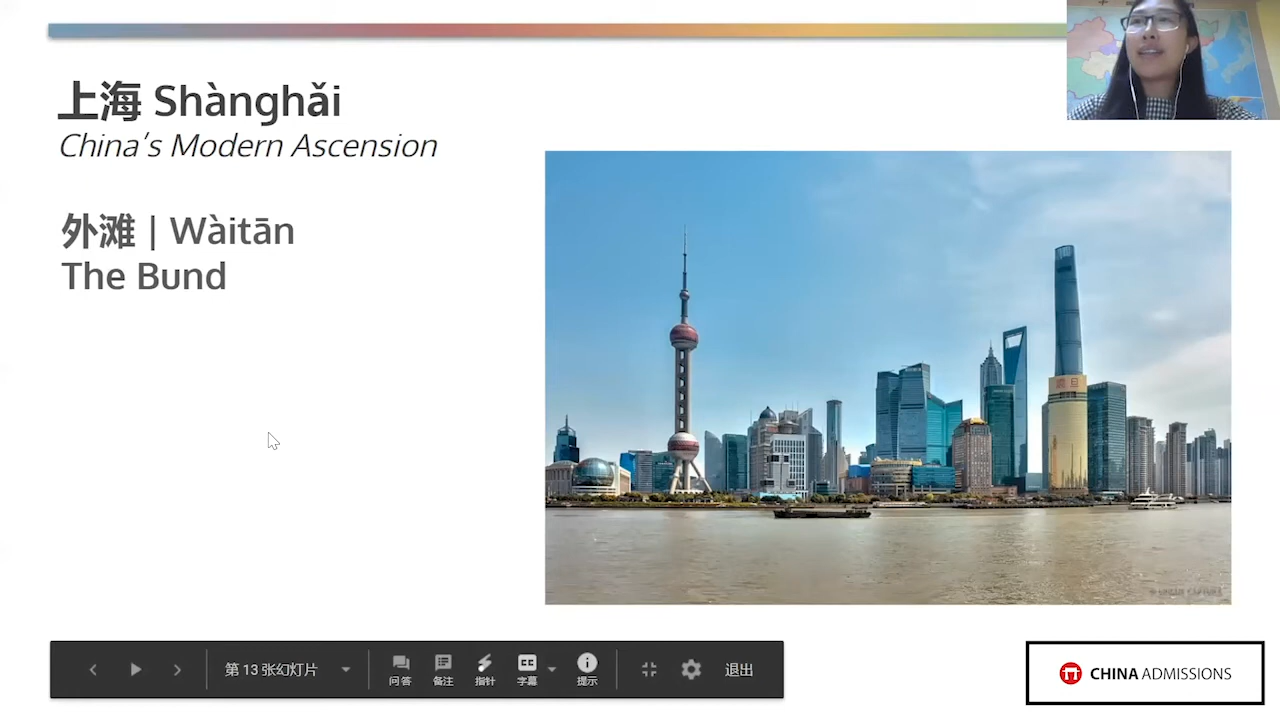 上海 Shànghǎi
China's Modern Ascension
外滩 | Wàitān
The Bund
第 13 张幻灯片
问答
备注
指针
CC
字幕
提示
退出
CHINA ADMISSIONS